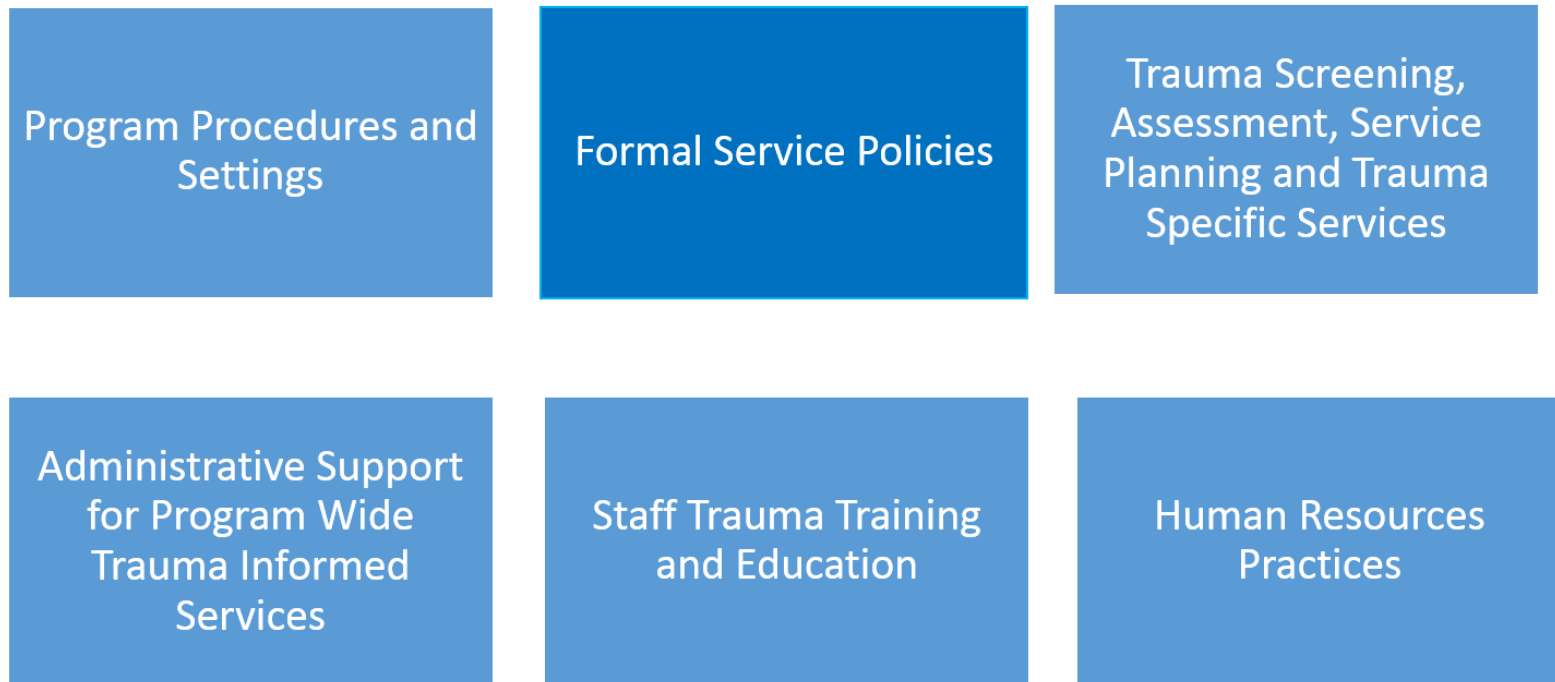 Program Procedures and
Settings
Formal Service Policies
Trauma Screening,
Assessment, Service
Planning and Trauma
Specific Services
Administrative Support
for Program Wide
Trauma Informed
Services
Staff Trauma Training
and Education
Human Resources
Practices